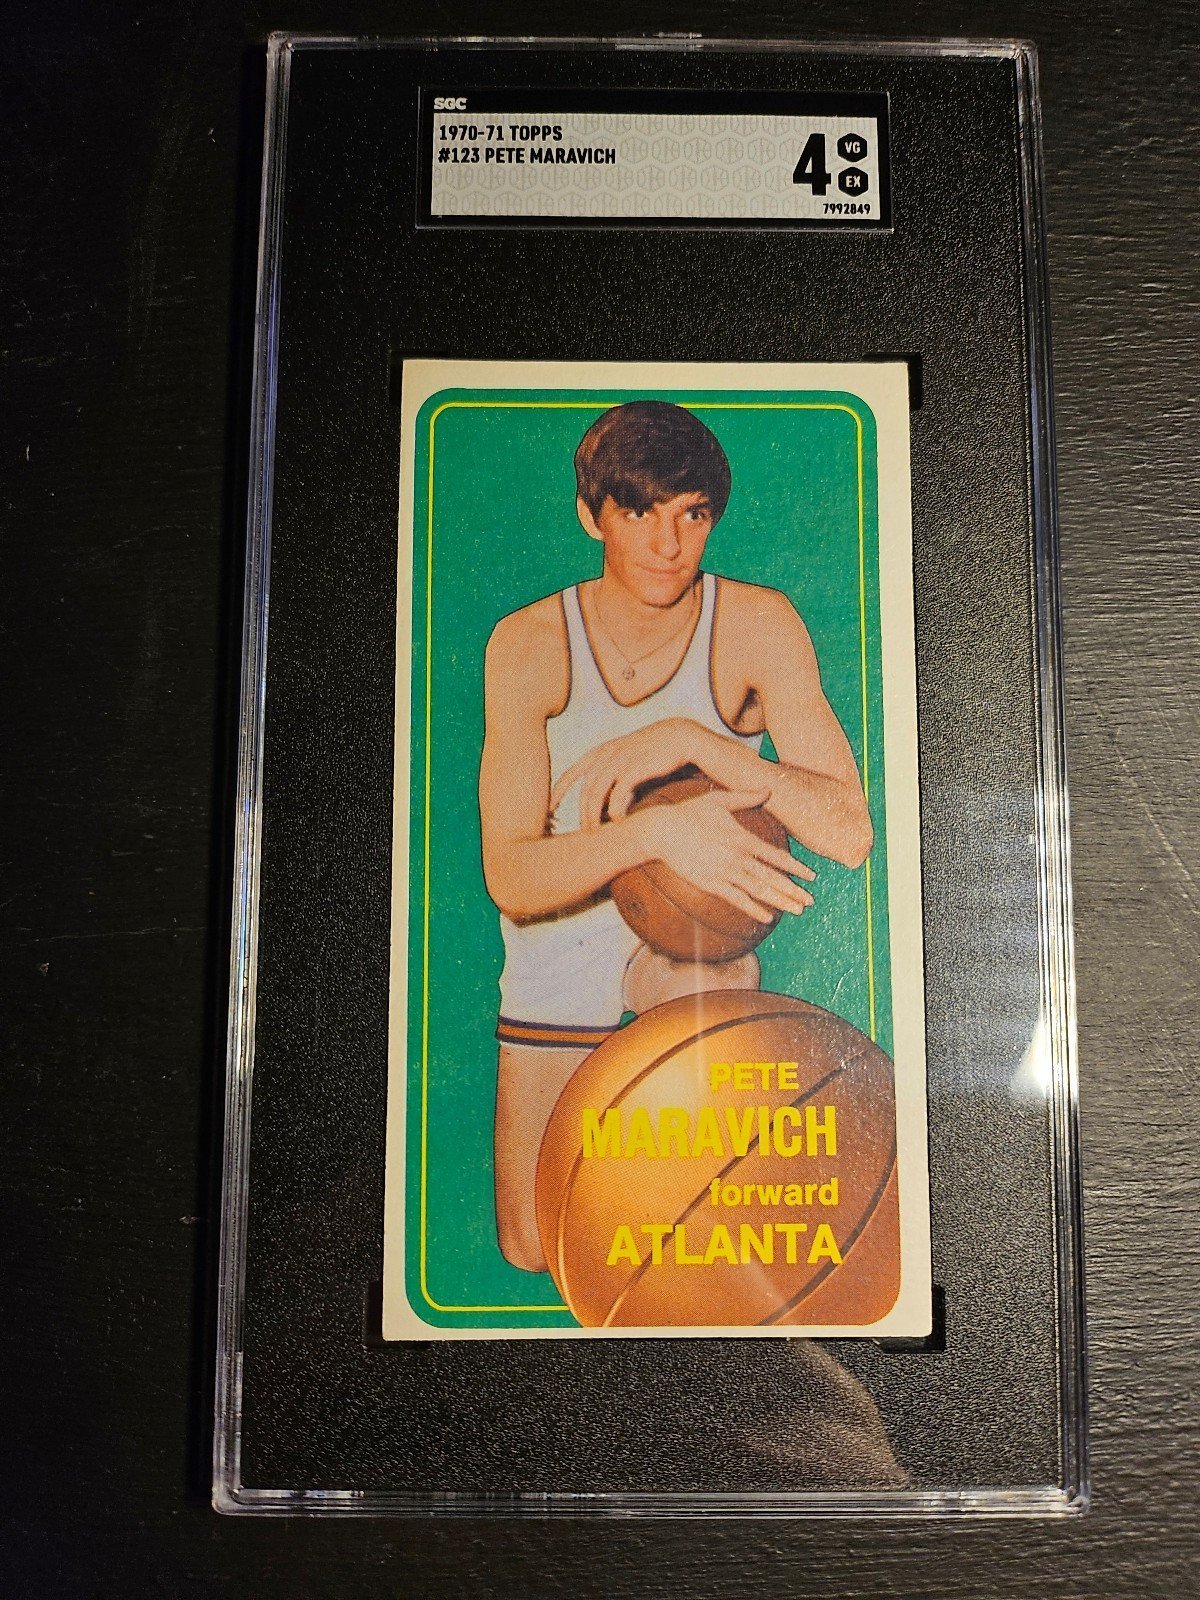 SGC
1970-71 TOPPS
#123 PETE MARAVICH
4
VG
EX
7992849
PETE
MARAVICH
forward
ATLANTA